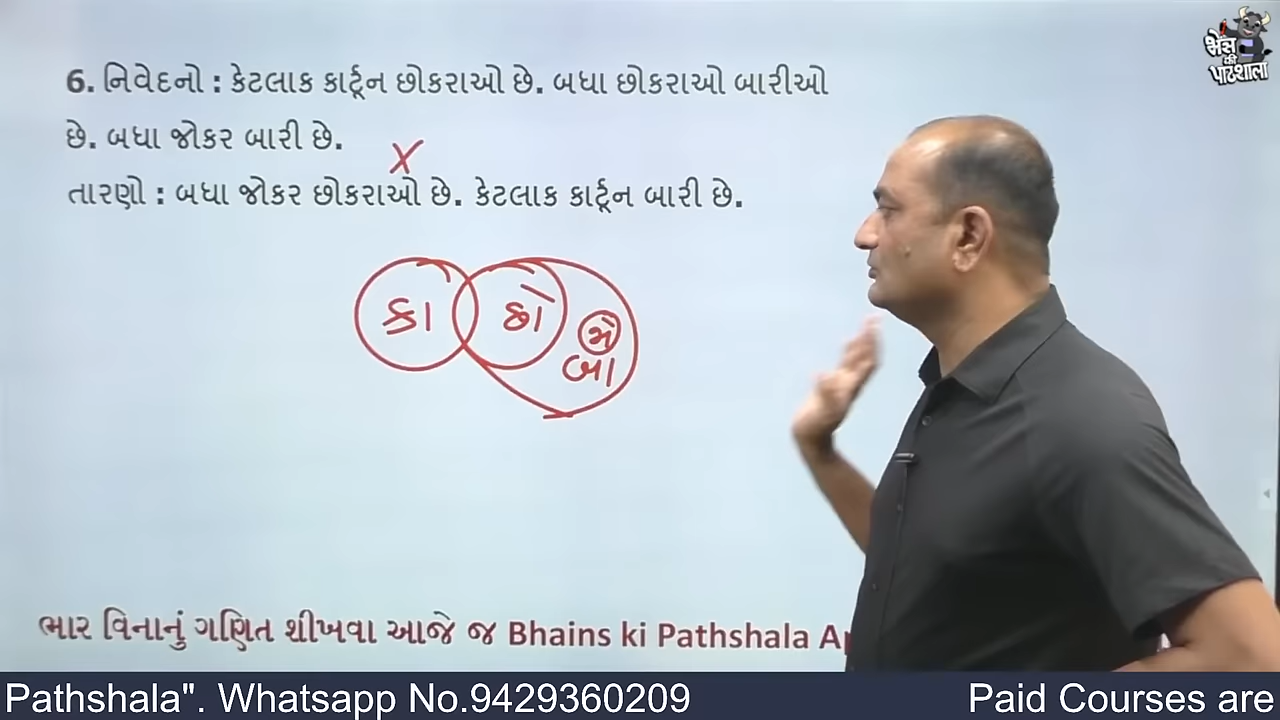 भैंस
की
पाठशाला
6. નિવેદનો : કેટલાક કાર્ટૂન છોકરાઓ છે. બધા છોકરાઓ બારીઓ
છે. બધા જોકર બારી છે.
X
તારણો : બધા જોકર છોકરાઓ છે. કેટલાક કાર્ટૂન બારી છે.
કા છો જો
બા
ભાર વિનાનું ગણિત શીખવા આજે જ Bhains ki Pathshala
Pathshala". Whatsapp No.9429360209 Paid Courses are